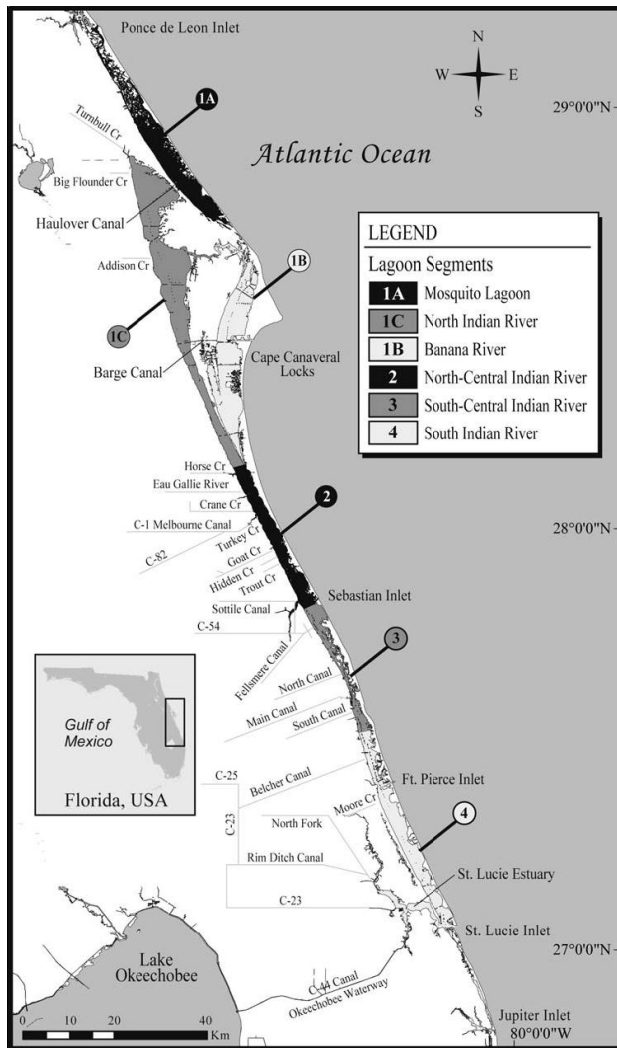 Ponce de Leon Inlet
N
W E
S
29°0'0"N
1A
Turnbull Cr
Atlantic Ocean
Big Flounder Cr
Haulover Canal
LEGEND
Lagoon Segments
1A Mosquito Lagoon
1C North Indian River
1B Banana River
2 North-Central Indian River
3 South-Central Indian River
4 South Indian River
Addison Cr
1B
1C
Barge Canal
Cape Canaveral
Locks
Horse Cr
Eau Gallie River
Crane Cr
2
C-1 Melbourne Canal
28°0'0"N
C-82
Turkey Cr
Goat Cr
Hidden Cr
Trout Cr
Sebastian Inlet
Sottile Canal
C-54
3
Fellsmere Canal
North Canal
Main Canal
South Canal
Gulf of
Mexico
Florida, USA
C-25
Belcher Canal
Ft. Pierce Inlet
C-23
Moore Cr
North Fork
4
Rim Ditch Canal
St. Lucie Estuary
C-23
St. Lucie Inlet
Lake
Okeechobee
27°0'0"N
C-44 Canal
Okeechobee Waterway
0 5 10 20 40
Km
Jupiter Inlet
80°0'0"W